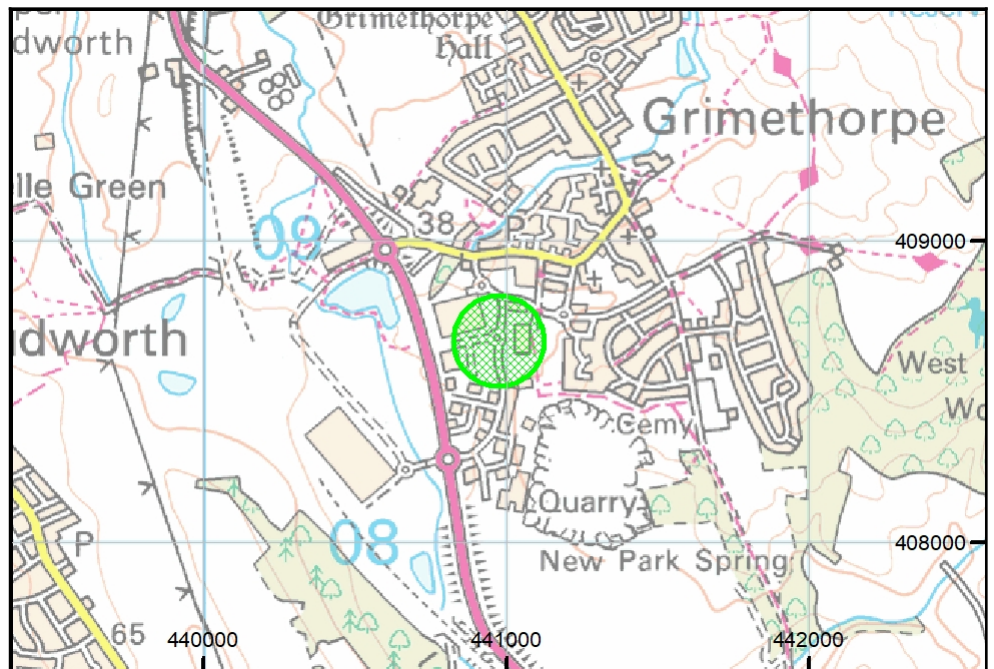 Grimethorpe
Hall
dworth
Grimethorpe
lle Green
38
09
409000
dworth
West
Cemy
Quarry
08
P
New Park Spring
408000
65
440000
441000
442000